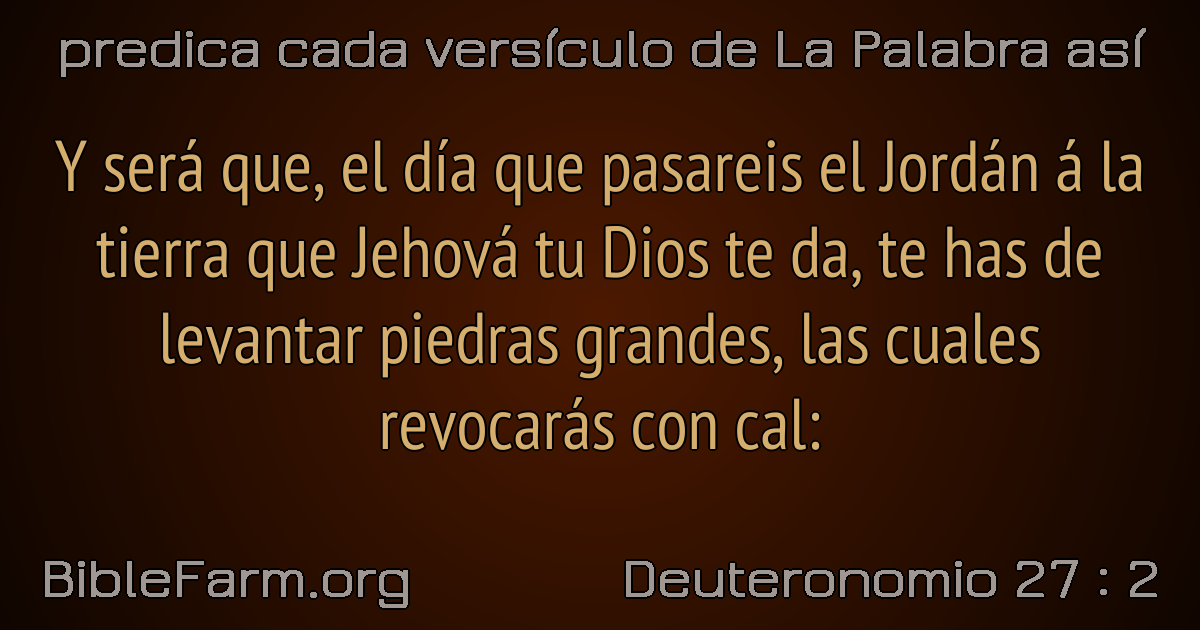 predica cada versículo de La Palabra así
Y será que, el día que pasareis el Jordán á la
tierra que Jehová tu Dios te da, te has de
levantar piedras grandes, las cuales
revocarás con cal:
BibleFarm.org
Deuteronomio 27 : 2